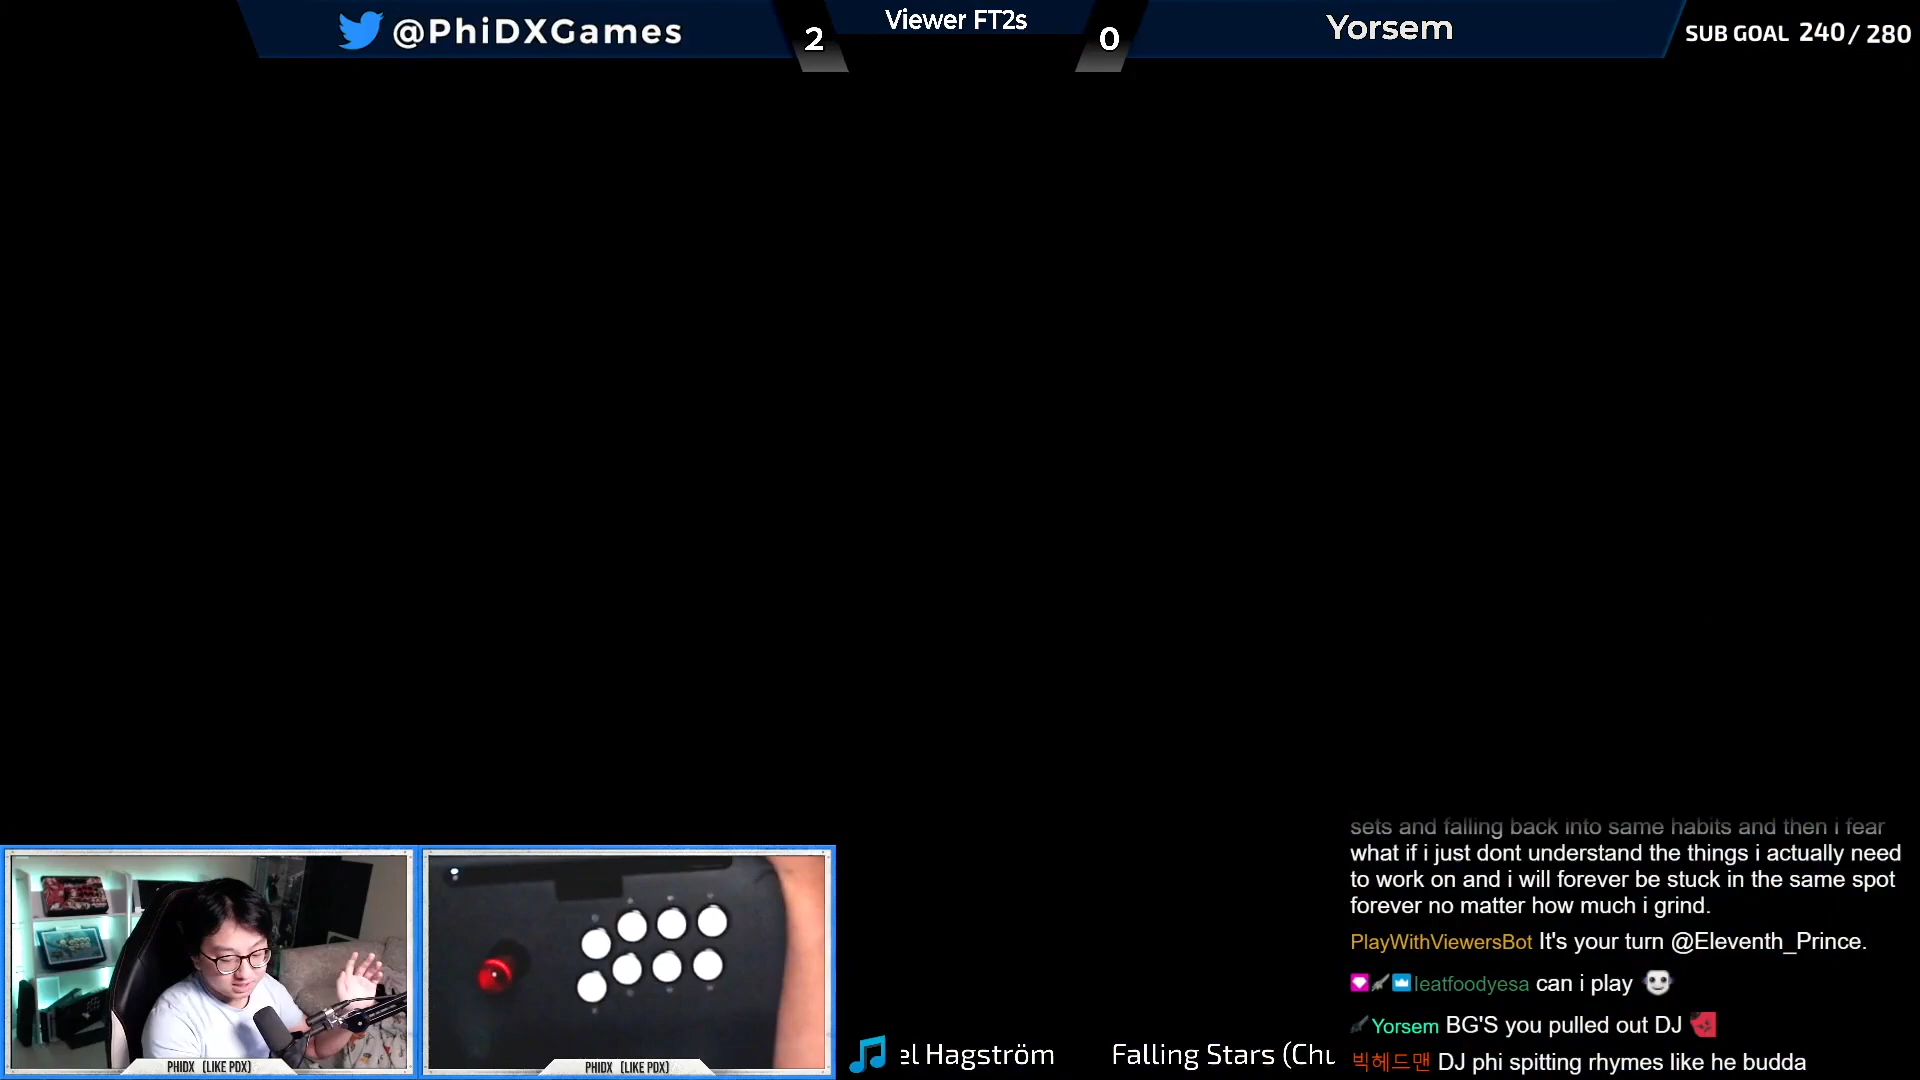 @PhiDXGames
2
Viewer FT2s
0
Yorsem
SUB GOAL 240 / 280
sets and falling back into same habits and then i fear
what if i just dont understand the things i actually need
to work on and i will forever be stuck in the same spot
forever no matter how much i grind.
PlayWithViewersBot It's your turn @Eleventh_Prince.
leatfoodyesa can i play
Yorsem BG'S you pulled out DJ
빅헤드맨 DJ phi spitting rhymes like he budda
PHIDX (LIKE PDX)
PHIDX (LIKE PDX)
el Hagström Falling Stars (Chu